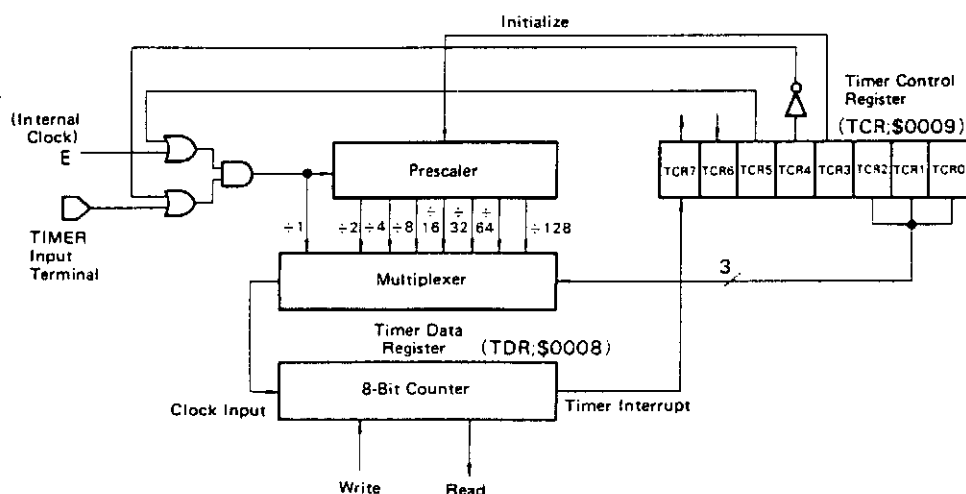 Initialize
(Internal
Clock)
E
TIMER
Input
Terminal
Timer Control
Register
(TCR;$0009)
TCR7 TCR6 TCR5 TCR4 TCR3 TCR2 TCR1 TCR0
Prescaler
÷1 ÷2 ÷4 ÷8 ÷16 ÷32 ÷64 ÷128
Multiplexer
3
Timer Data
Register
(TDR;$0008)
8-Bit Counter
Clock Input
Timer Interrupt
Write
Read